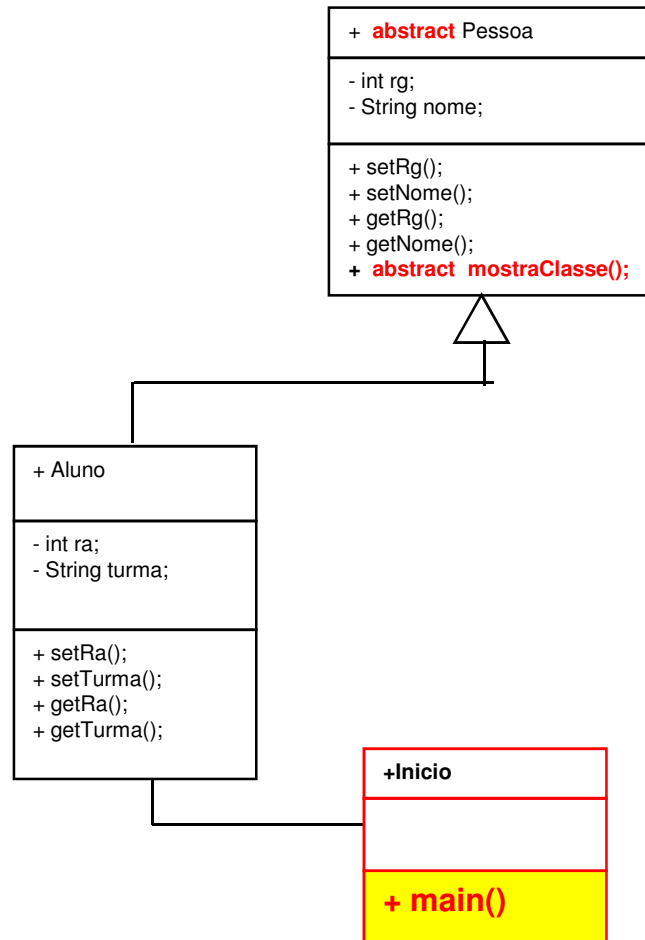 + abstract Pessoa
- int rg;
- String nome;
+ setRg();
+ setNome();
+ getRg();
+ getNome();
+ abstract mostraClasse();
+ Aluno
- int ra;
- String turma;
+ setRa();
+ setTurma();
+ getRa();
+ getTurma();
+Inicio
+ main()